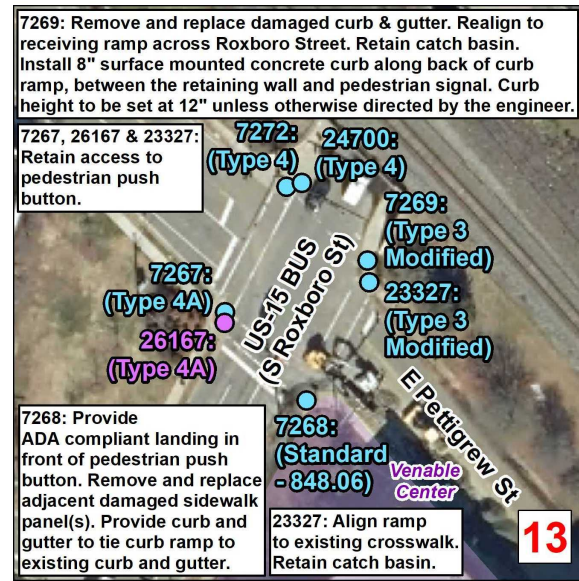 7269: Remove and replace damaged curb & gutter. Realign to
receiving ramp across Roxboro Street. Retain catch basin.
Install 8" surface mounted concrete curb along back of curb
ramp, between the retaining wall and pedestrian signal. Curb
height to be set at 12" unless otherwise directed by the engineer.
7267, 26167 & 23327:
Retain access to
pedestrian push
button.
7272:
(Type 4)
24700:
(Type 4)
7269:
(Type 3
Modified)
23327:
(Type 3
Modified)
7267:
(Type 4A)
26167:
(Type 4A)
US-15 BUS
(S Roxboro St)
E Pettigrew St
7268:
(Standard
- 848.06)
Venable
Center
7268: Provide
ADA compliant landing in
front of pedestrian push
button. Remove and replace
adjacent damaged sidewalk
panel(s). Provide curb and
gutter to tie curb ramp to
existing curb and gutter.
23327: Align ramp
to existing crosswalk.
Retain catch basin.
13